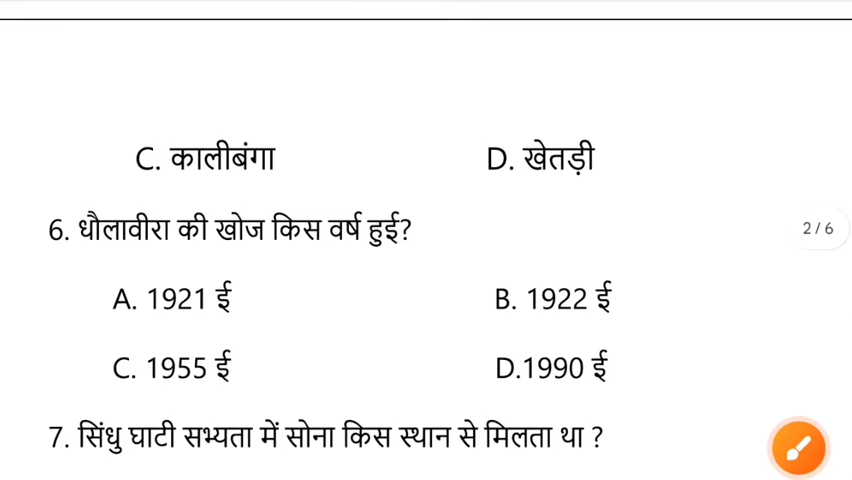 C. कालीबंगा D. खेतड़ी
6. धौलावीरा की खोज किस वर्ष हुई?
2 / 6
A. 1921 ई B. 1922 ई
C. 1955 ई D.1990 ई
7. सिंधु घाटी सभ्यता में सोना किस स्थान से मिलता था ?